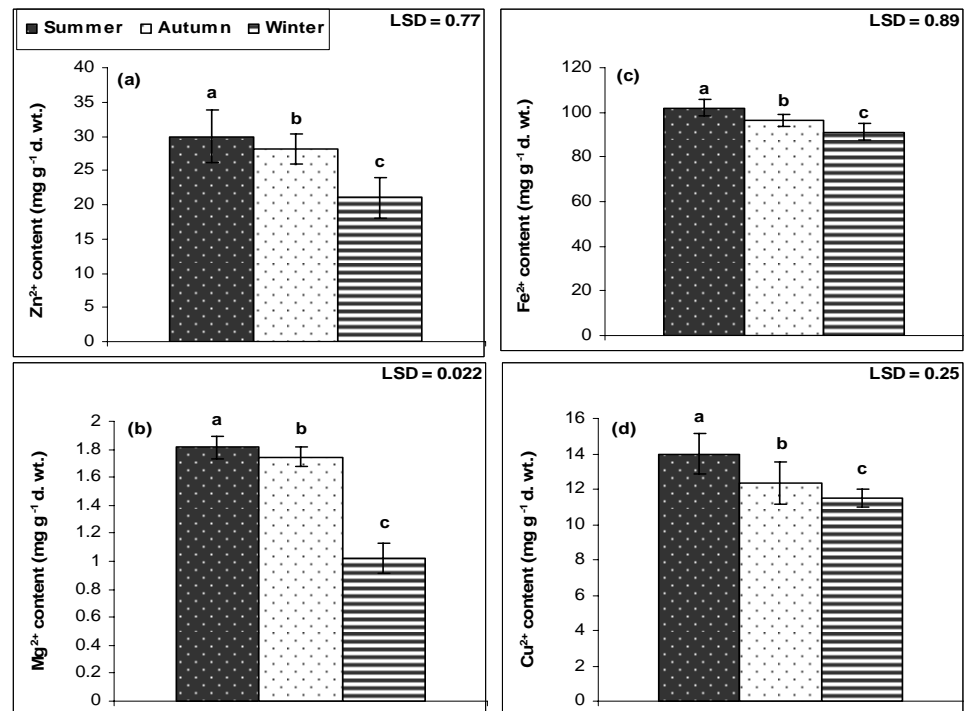 Summer Autumn Winter
LSD = 0.77
(a)
Zn²⁺ content (mg g⁻¹ d. wt.)
40
35
30
25
20
15
10
5
0
a
b
c
LSD = 0.89
(c)
Fe²⁺ content (mg g⁻¹ d. wt.)
120
100
80
60
40
20
0
a
b
c
LSD = 0.022
(b)
Mg²⁺ content (mg g⁻¹ d. wt.)
2
1.8
1.6
1.4
1.2
1
0.8
0.6
0.4
0.2
0
a
b
c
LSD = 0.25
(d)
Cu²⁺ content (mg g⁻¹ d. wt.)
16
14
12
10
8
6
4
2
0
a
b
c